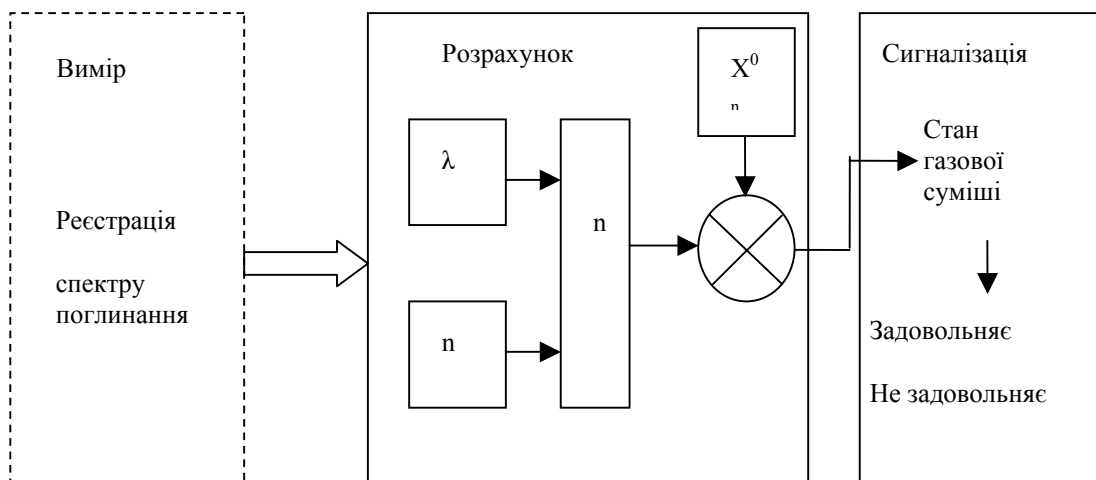 Вимір
Реєстрація
спектру
поглинання
Розрахунок
X⁰
n
λ
n
n
Сигналізація
Стан
газової
суміші
Задовольняє
Не задовольняє